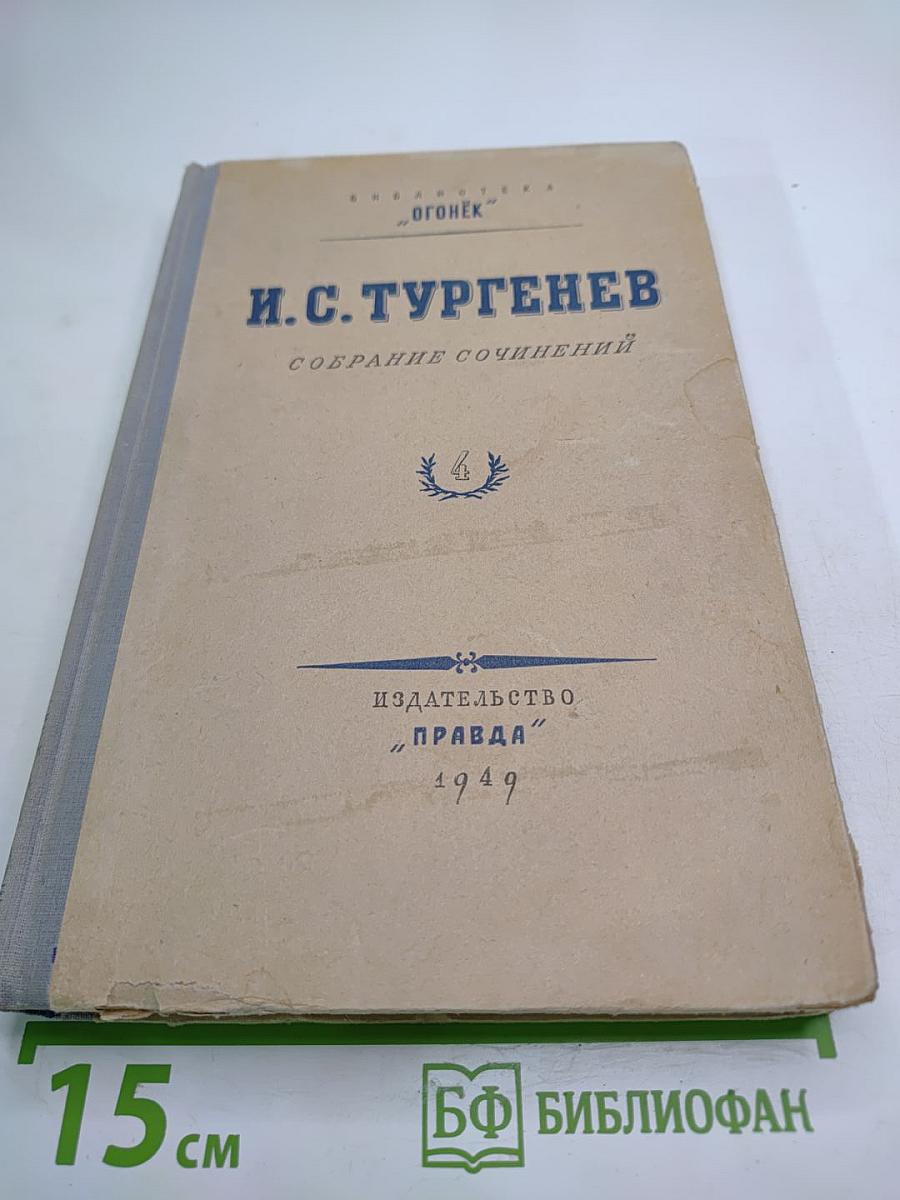 БИБЛИОТЕКА
„ОГОНЁК"
И.С.ТУРГЕНЕВ
СОБРАНИЕ СОЧИНЕНИЙ
4
ИЗДАТЕЛЬСТВО
„ПРАВДА"
1949
15 см
БФ БИБЛИОФАН